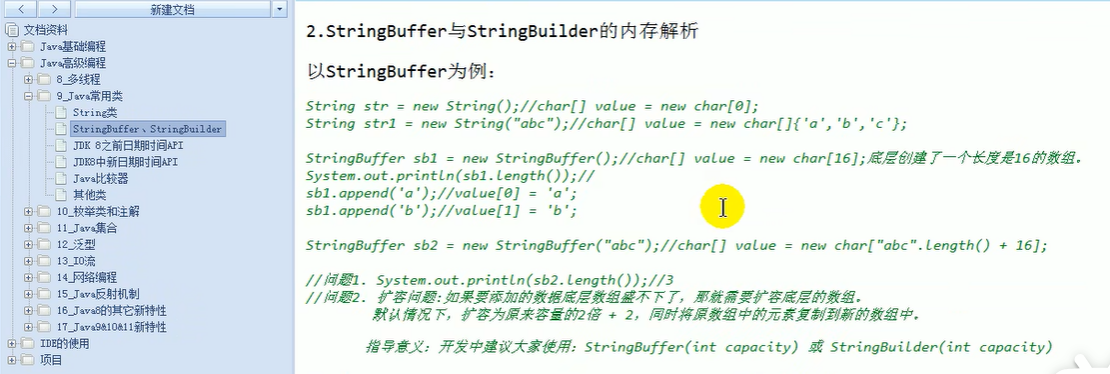 新建文档
文档资料
Java基础编程
Java高级编程
8_多线程
9_Java常用类
String类
StringBuffer、StringBuilder
JDK 8之前日期时间API
JDK8中新日期时间API
Java比较器
其他类
10_枚举类和注解
11_Java集合
12_泛型
13_IO流
14_网络编程
15_Java反射机制
16_Java8的其它新特性
17_Java9&10&11新特性
IDE的使用
项目
2.StringBuffer与StringBuilder的内存解析
以StringBuffer为例:
String str = new String();//char[] value = new char[0];
String str1 = new String("abc");//char[] value = new char[]{'a','b','c'};
StringBuffer sb1 = new StringBuffer();//char[] value = new char[16];底层创建了一个长度是16的数组。
System.out.println(sb1.length());//
sb1.append('a');//value[0] = 'a';
sb1.append('b');//value[1] = 'b';
StringBuffer sb2 = new StringBuffer("abc");//char[] value = new char["abc".length() + 16];
//问题1. System.out.println(sb2.length());//3
//问题2. 扩容问题:如果要添加的数据底层数组盛不下了，那就需要扩容底层的数组。
默认情况下，扩容为原来容量的2倍 + 2，同时将原数组中的元素复制到新的数组中。
指导意义：开发中建议大家使用：StringBuffer(int capacity) 或 StringBuilder(int capacity)